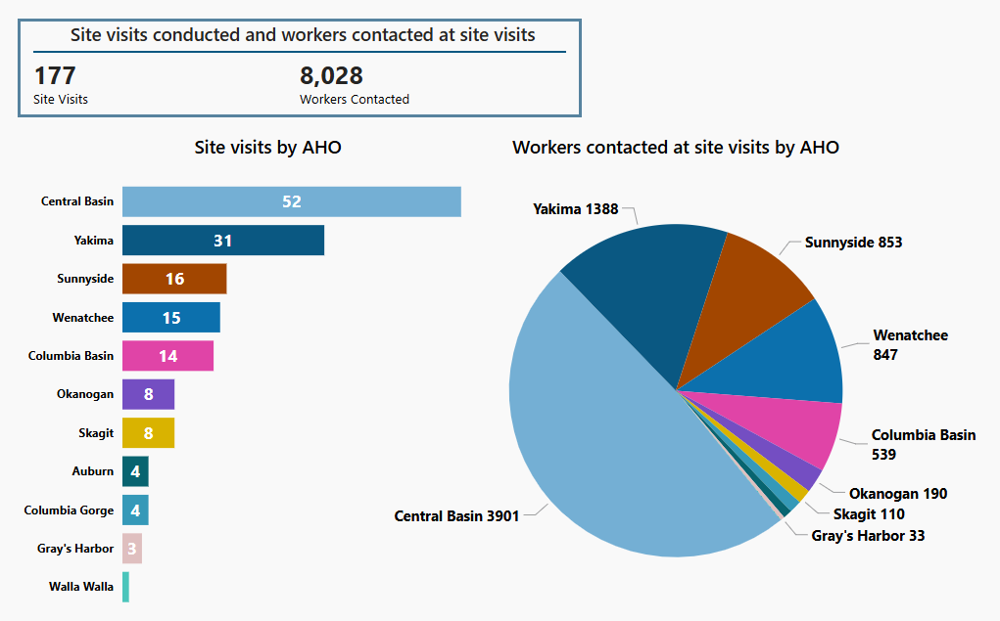 Site visits conducted and workers contacted at site visits
177
Site Visits
8,028
Workers Contacted
Site visits by AHO
Central Basin 52
Yakima 31
Sunnyside 16
Wenatchee 15
Columbia Basin 14
Okanogan 8
Skagit 8
Auburn 4
Columbia Gorge 4
Gray's Harbor 3
Walla Walla
Workers contacted at site visits by AHO
Yakima 1388
Sunnyside 853
Wenatchee
847
Columbia Basin
539
Okanogan 190
Skagit 110
Gray's Harbor 33
Central Basin 3901